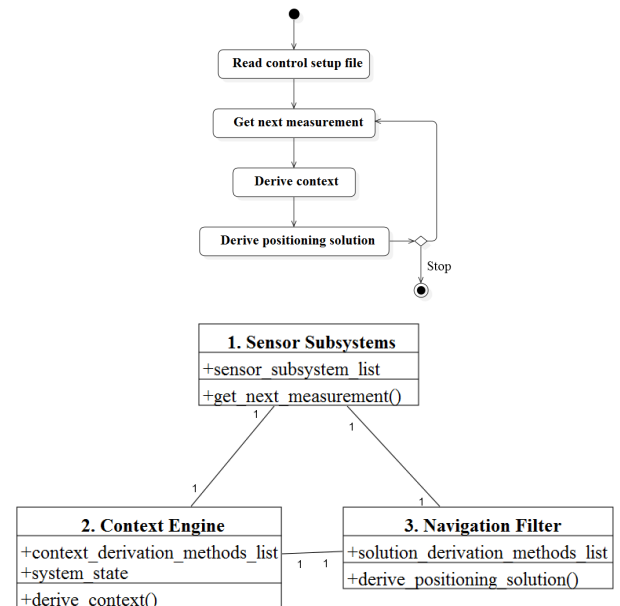 Read control setup file
Get next measurement
Derive context
Derive positioning solution
Stop
1. Sensor Subsystems
+sensor_subsystem_list
+get_next_measurement()
1
1
1
1
2. Context Engine
+context_derivation_methods_list
+system_state
+derive_context()
1 1
3. Navigation Filter
+solution_derivation_methods_list
+derive_positioning_solution()